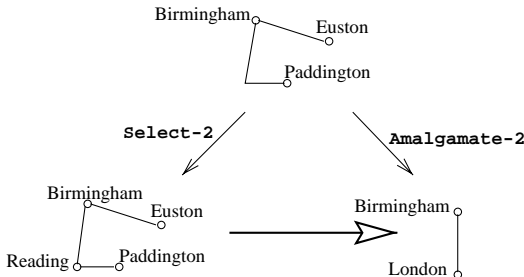 Birmingham
Euston
Paddington
Select-2
Amalgamate-2
Birmingham
Euston
Reading
Paddington
Birmingham
London